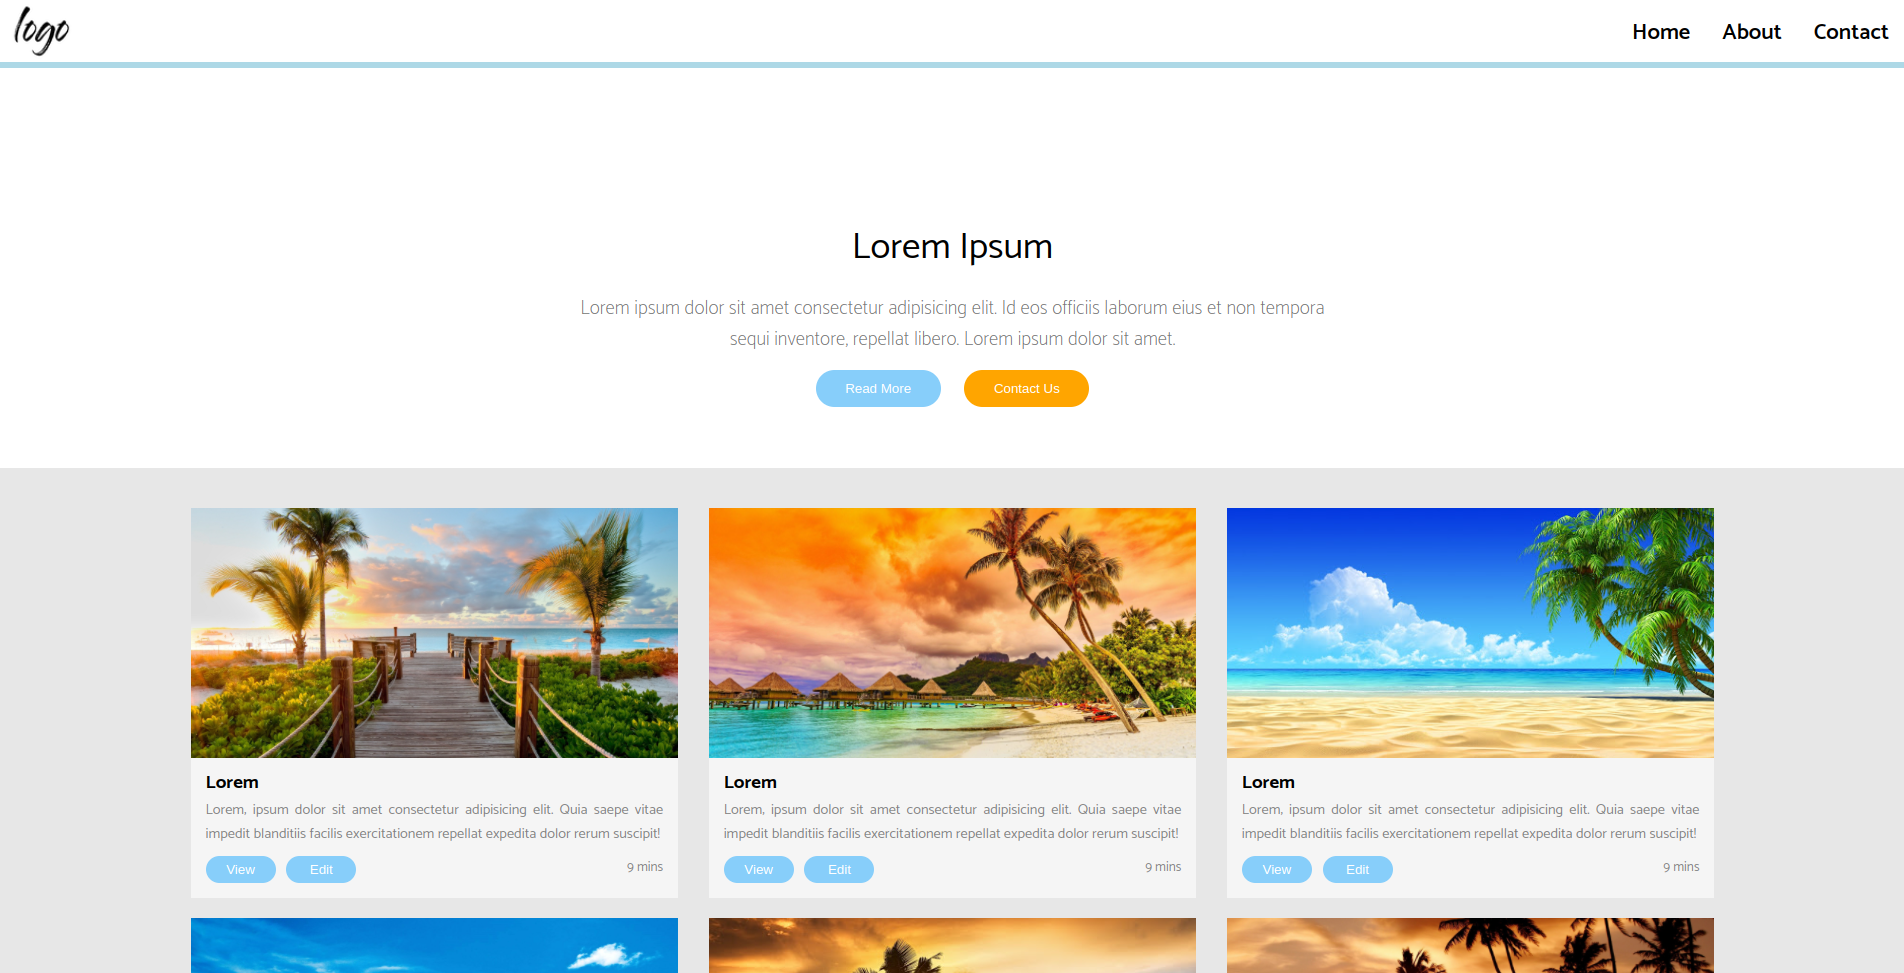 logo
Home About Contact
Lorem Ipsum
Lorem ipsum dolor sit amet consectetur adipisicing elit. Id eos officiis laborum eius et non tempora
sequi inventore, repellat libero. Lorem ipsum dolor sit amet.
Read More Contact Us
Lorem
Lorem, ipsum dolor sit amet consectetur adipisicing elit. Quia saepe vitae
impedit blanditiis facilis exercitationem repellat expedita dolor rerum suscipit!
View Edit 9 mins
Lorem
Lorem, ipsum dolor sit amet consectetur adipisicing elit. Quia saepe vitae
impedit blanditiis facilis exercitationem repellat expedita dolor rerum suscipit!
View Edit 9 mins
Lorem
Lorem, ipsum dolor sit amet consectetur adipisicing elit. Quia saepe vitae
impedit blanditiis facilis exercitationem repellat expedita dolor rerum suscipit!
View Edit 9 mins